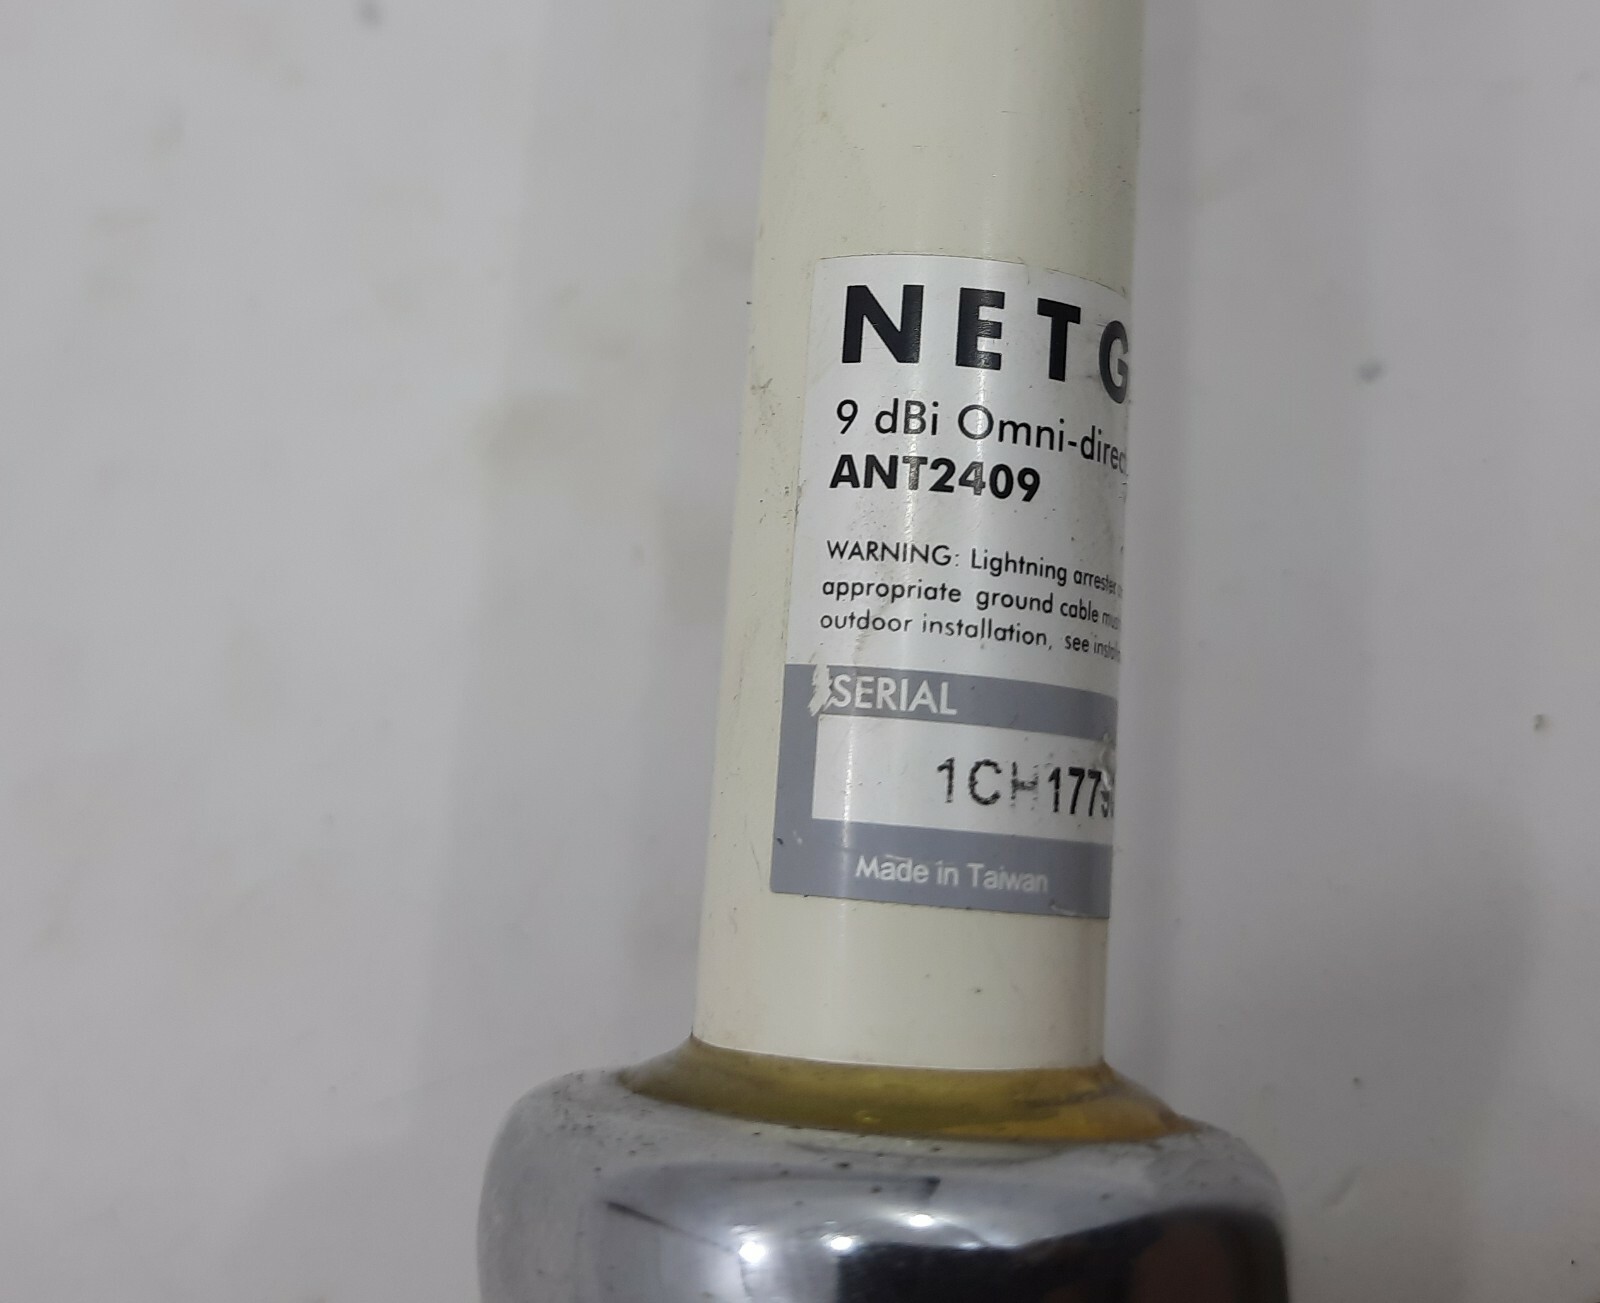 NETG
9 dBi Omni-direc
ANT2409
WARNING: Lightning arrester
appropriate ground cable
outdoor installation, see
SERIAL
1CH177
Made in Taiwan